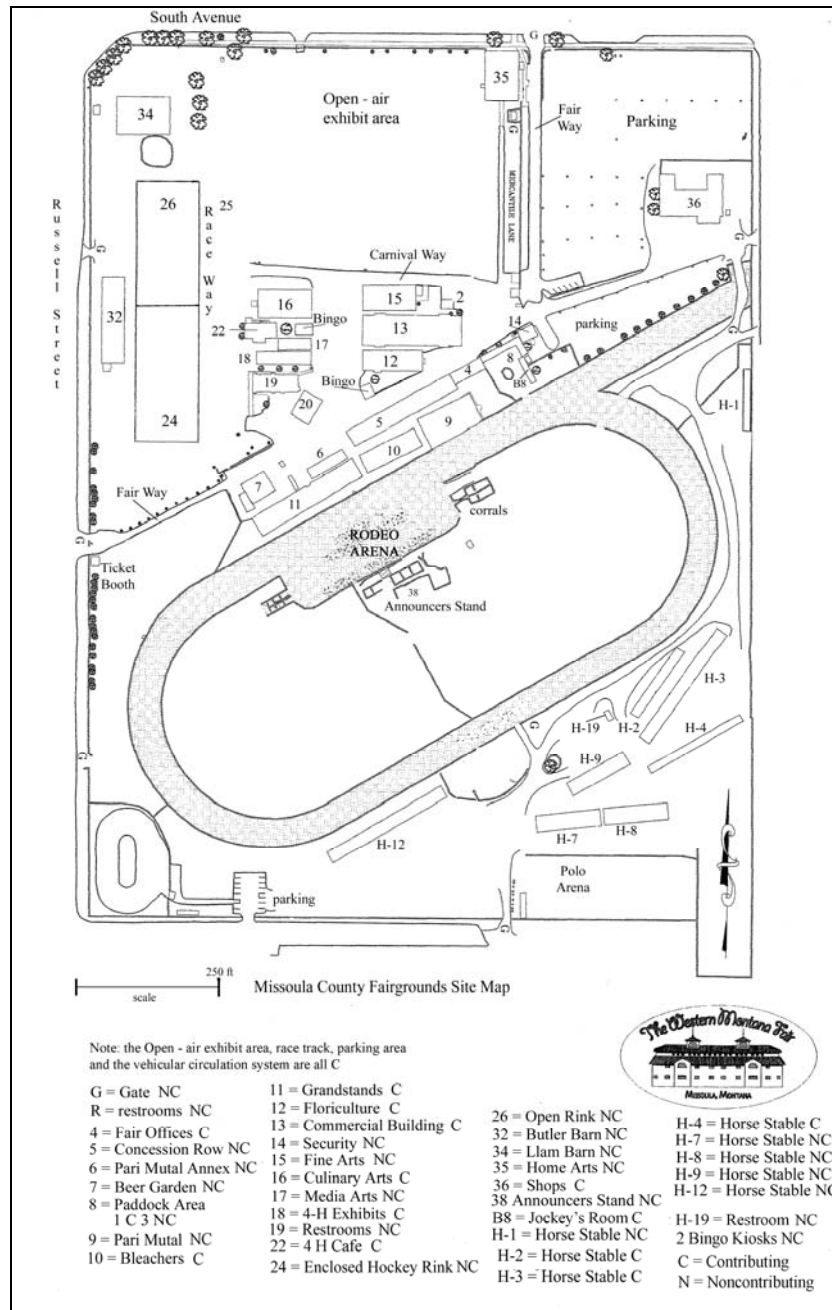 South Avenue
G
35
34
Open - air
exhibit area
Fair
Way
Parking
G
MERCANTILE LANE
Russell Street
26
25
Race Way
36
G
G
Carnival Way
32
16
15
2
Bingo
22
13
14
parking
17
18
12
8
4
G
19
Bingo
B8
20
H-1
5
9
24
6
10
7
Fair Way
11
corrals
RODEO
ARENA
G
Ticket
Booth
38
Announcers Stand
H-3
G
H-19
H-2
H-4
G
H-9
H-12
H-7
H-8
Polo
Arena
parking
G
250 ft
scale
Missoula County Fairgrounds Site Map
The Western Montana Fair
MISSOULA, MONTANA
Note: the Open - air exhibit area, race track, parking area
and the vehicular circulation system are all C
G = Gate NC
R = restrooms NC
4 = Fair Offices C
5 = Concession Row NC
6 = Pari Mutal Annex NC
7 = Beer Garden NC
8 = Paddock Area
1 C 3 NC
9 = Pari Mutal NC
10 = Bleachers C
11 = Grandstands C
12 = Floriculture C
13 = Commercial Building C
14 = Security NC
15 = Fine Arts NC
16 = Culinary Arts C
17 = Media Arts NC
18 = 4-H Exhibits C
19 = Restrooms NC
22 = 4 H Cafe C
24 = Enclosed Hockey Rink NC
26 = Open Rink NC
32 = Butler Barn NC
34 = Llam Barn NC
35 = Home Arts NC
36 = Shops C
38 Announcers Stand NC
B8 = Jockey's Room C
H-1 = Horse Stable NC
H-2 = Horse Stable C
H-3 = Horse Stable C
H-4 = Horse Stable C
H-7 = Horse Stable NC
H-8 = Horse Stable NC
H-9 = Horse Stable NC
H-12 = Horse Stable NC
H-19 = Restroom NC
2 Bingo Kiosks NC
C = Contributing
N = Noncontributing